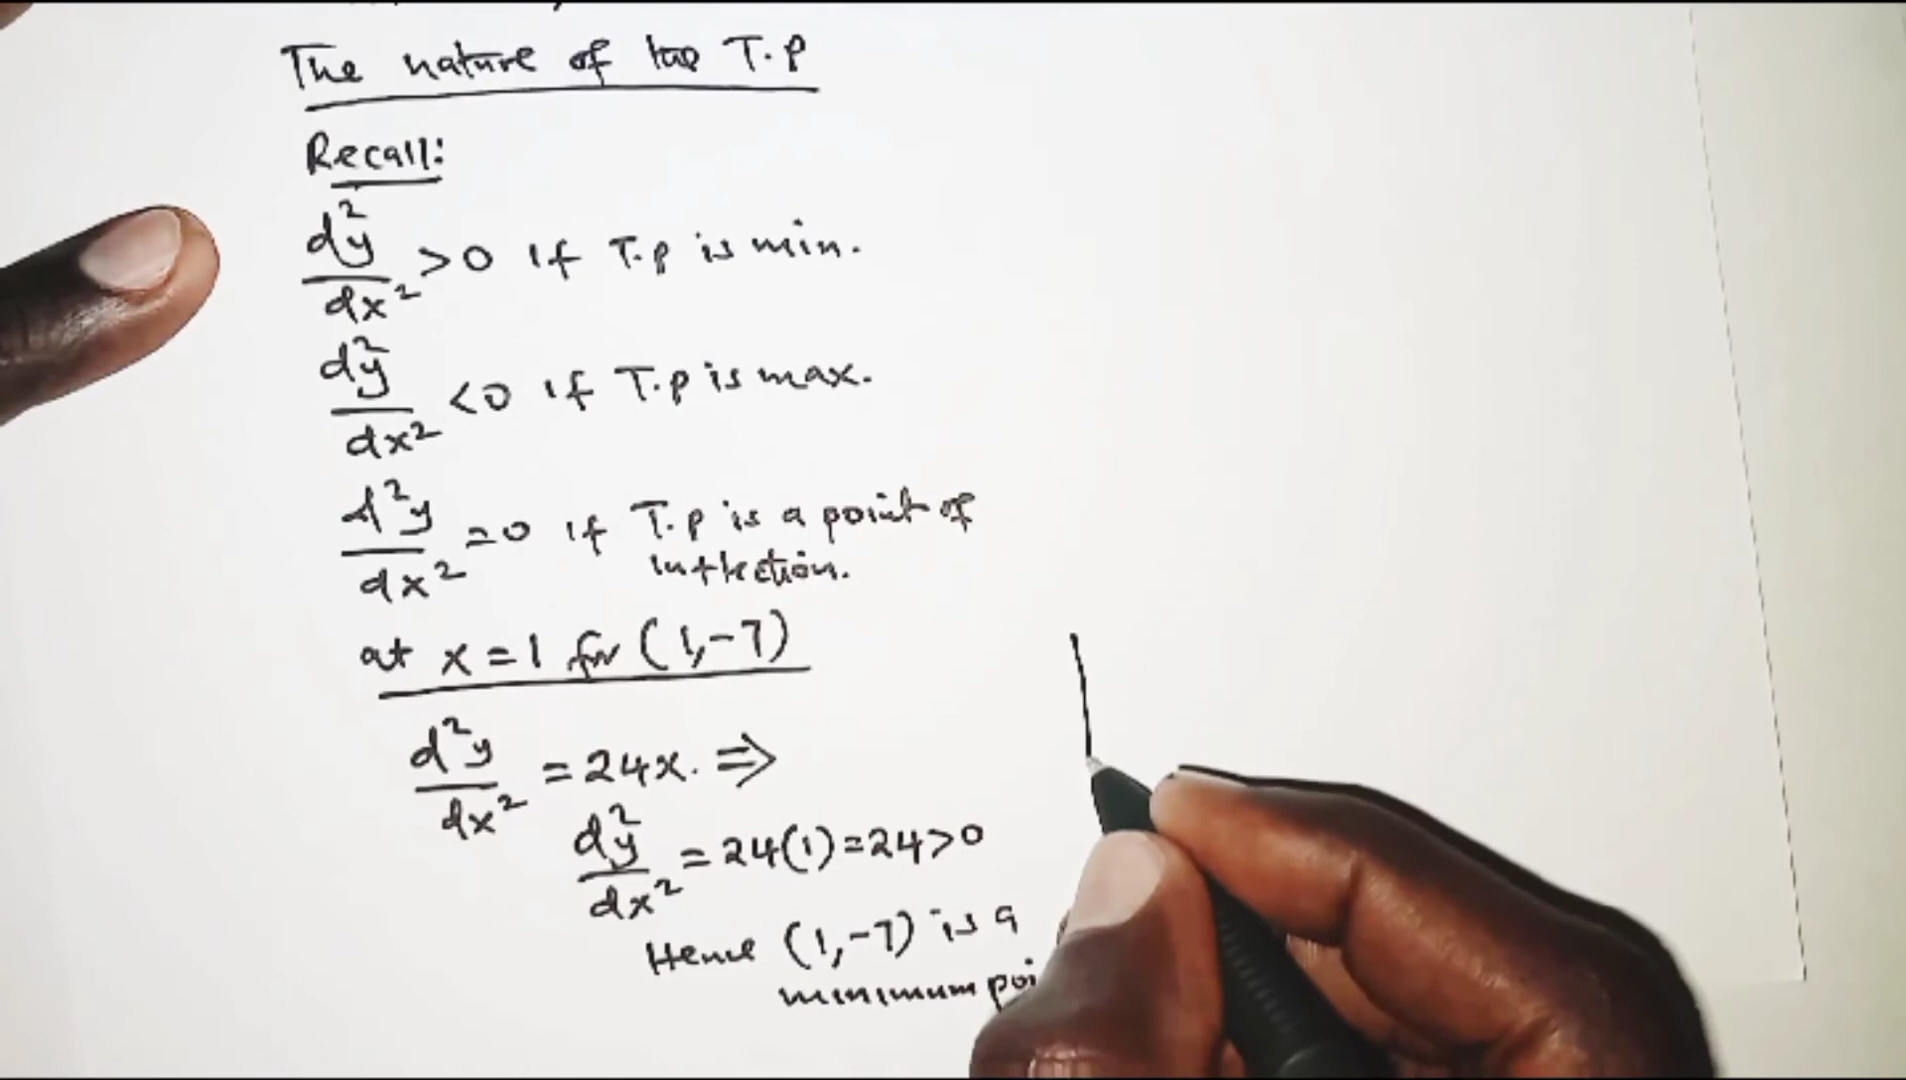 The nature of the T.P
Recall:
d²y/dx² >0 if T.P is min.
d²y/dx² <0 if T.P is max.
d²y/dx² =0 if T.P is a point of
inflection.
at x=1 for (1,-7)
d²y/dx² =24x. ⇒
d²y/dx² =24(1)=24>0
Hence (1,-7) is a
minimum poi